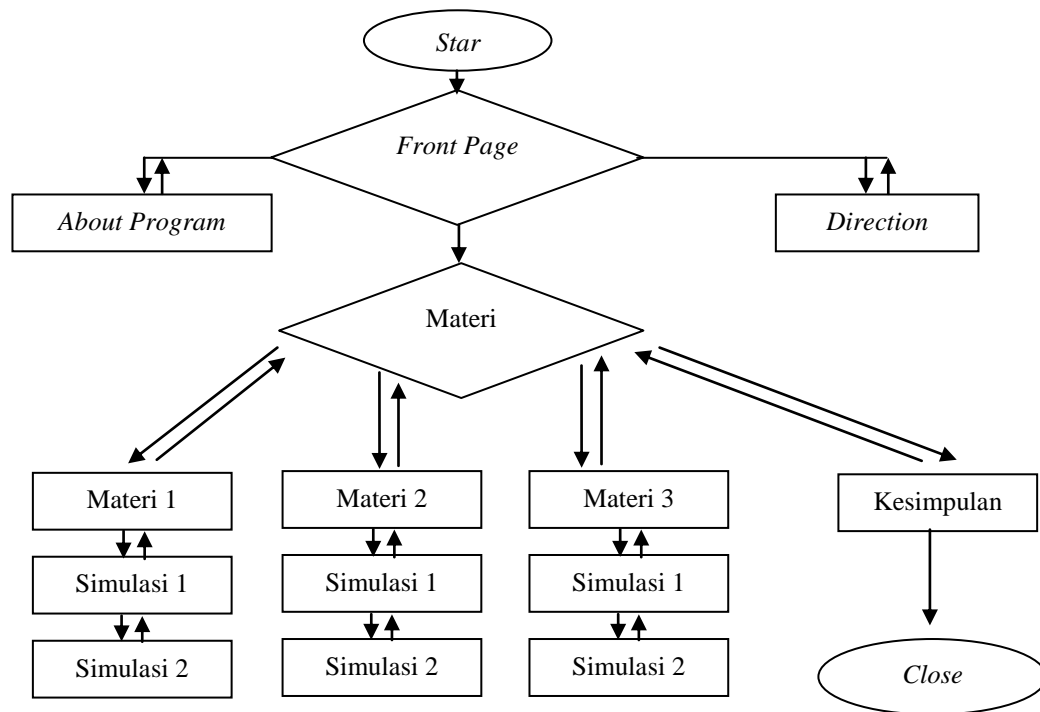 Star
Front Page
About Program
Direction
Materi
Materi 1
Materi 2
Materi 3
Kesimpulan
Simulasi 1
Simulasi 1
Simulasi 1
Simulasi 2
Simulasi 2
Simulasi 2
Close